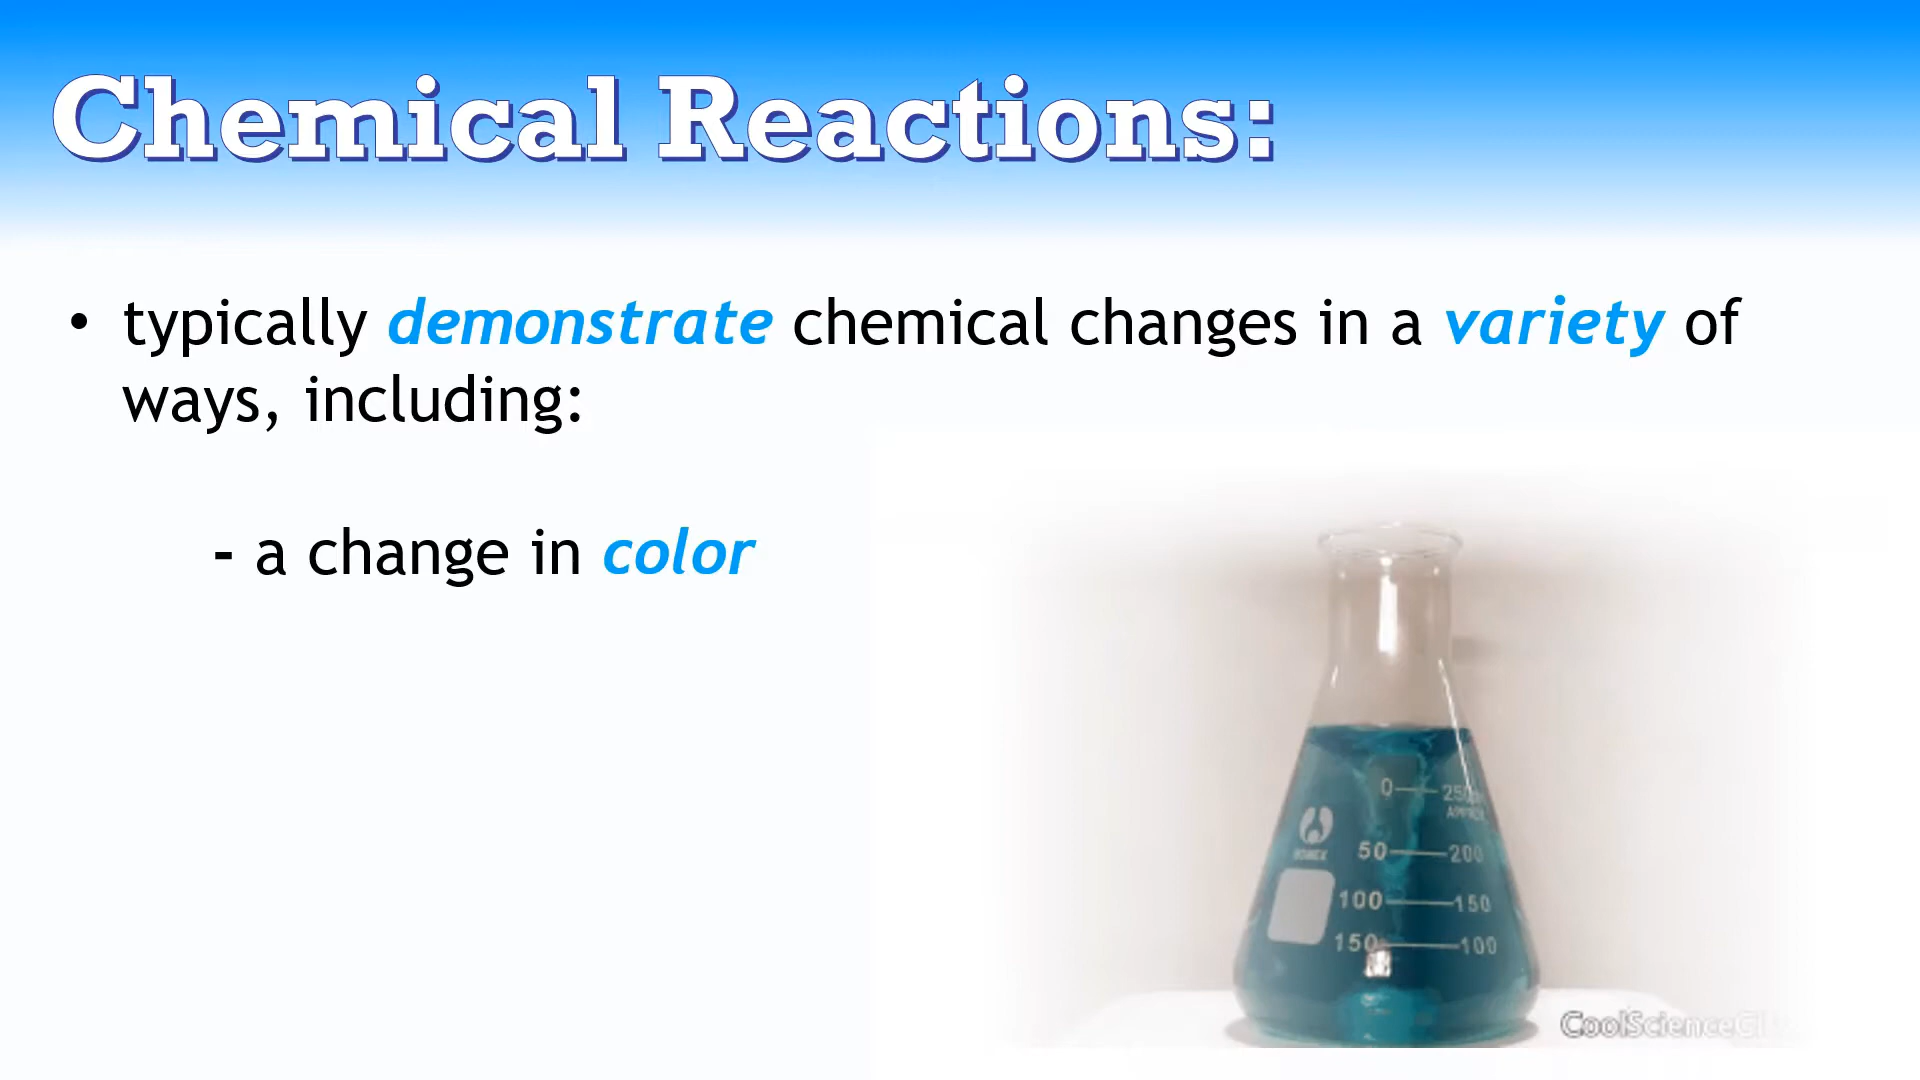 Chemical Reactions:
• typically demonstrate chemical changes in a variety of
ways, including:
- a change in color
0 250
50 200
100 150
150 100